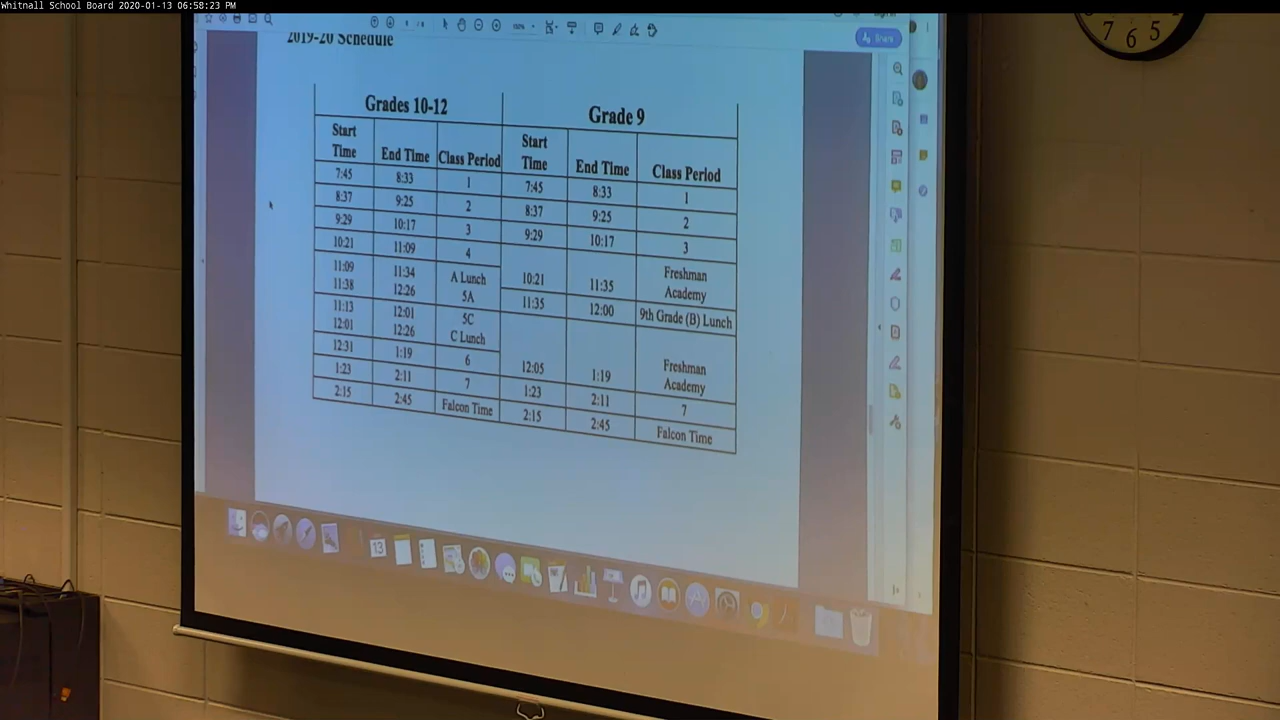 Whitnall School Board 2020-01-13 06:58:23 PM
2019-20 Schedule
Share
7 6 5
Grades 10-12 Grade 9
Start Time End Time Class Period Start Time End Time Class Period
7:45 8:33 1 7:45 8:33 1
8:37 9:25 2 8:37 9:25 2
9:29 10:17 3 9:29 10:17 3
10:21 11:09 4
11:09 11:34 A Lunch 10:21 11:35 Freshman Academy
11:38 12:26 5A
11:13 12:01 5C 11:35 12:00 9th Grade (B) Lunch
12:01 12:26 C Lunch
12:31 1:19 6 12:05 1:19 Freshman Academy
1:23 2:11 7 1:23 2:11 7
2:15 2:45 Falcon Time 2:15 2:45 Falcon Time
13